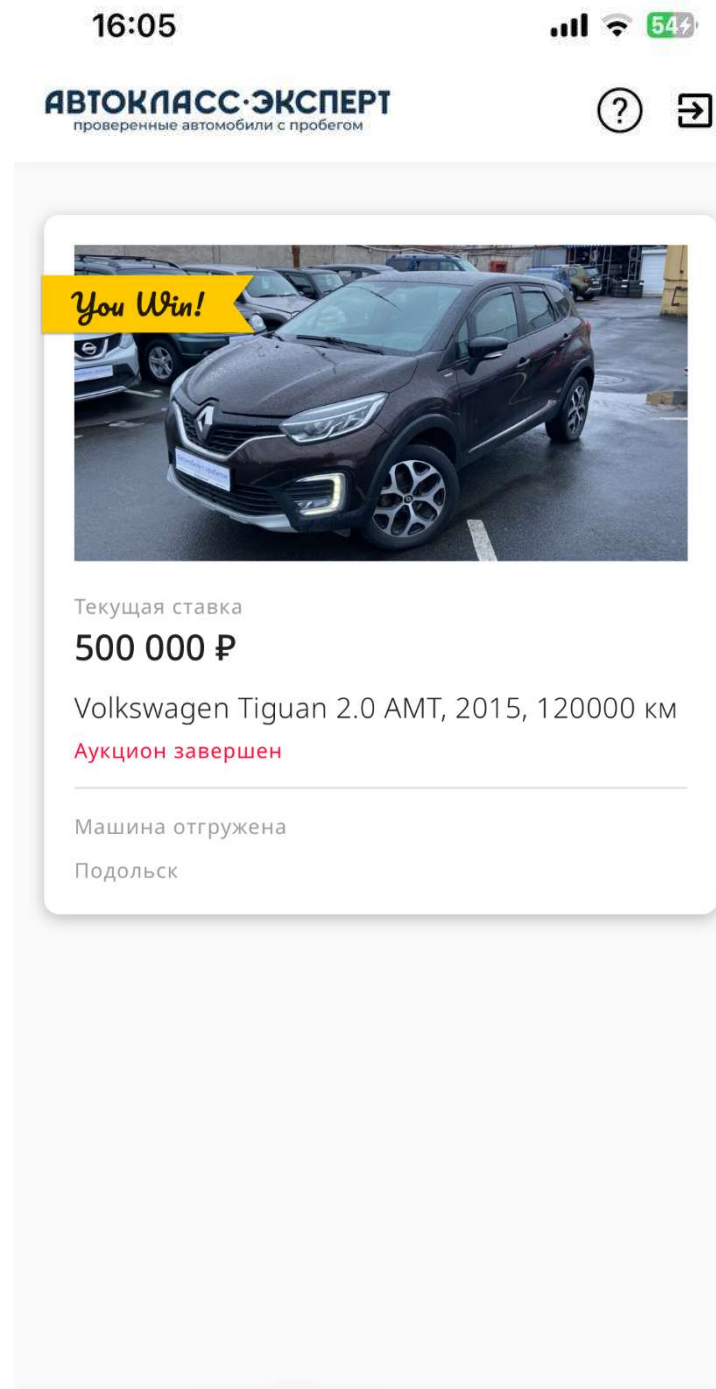 16:05
54
АВТОКЛАСС·ЭКСПЕРТ
проверенные автомобили с пробегом
?
You Win!
Текущая ставка
500 000 ₽
Volkswagen Tiguan 2.0 AMT, 2015, 120000 км
Аукцион завершен
Машина отгружена
Подольск